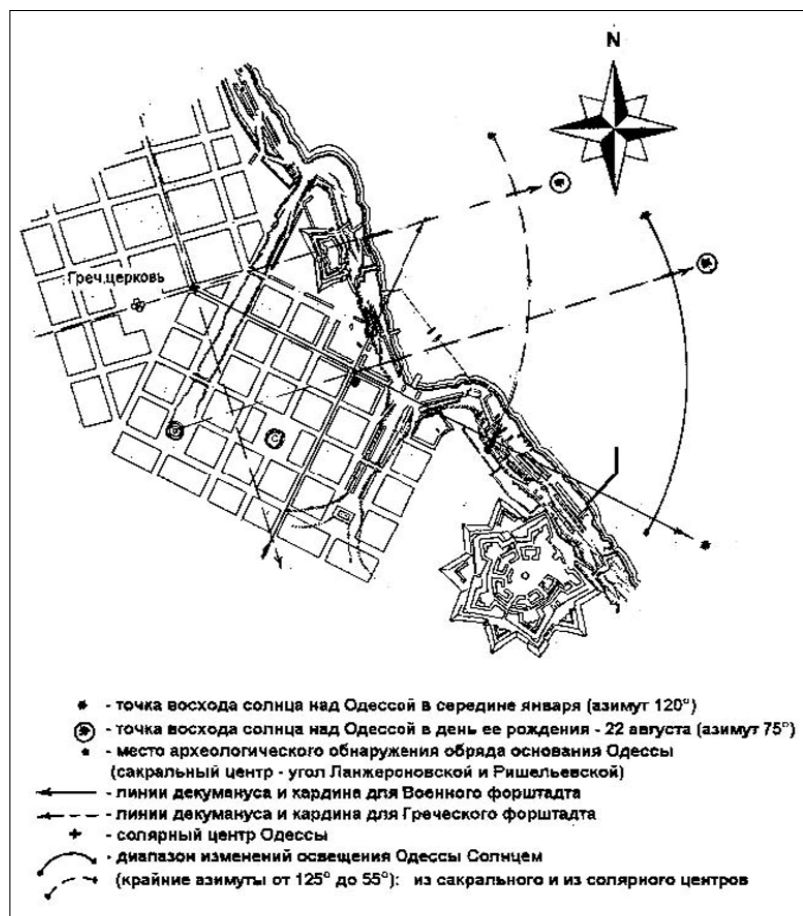 N
Греч.церковь
- точка восхода солнца над Одессой в середине января (азимут 120°)
- точка восхода солнца над Одессой в день ее рождения - 22 августа (азимут 75°)
- место археологического обнаружения обряда основания Одессы
(сакральный центр - угол Ланжероновской и Ришельевской)
- линии декумануса и кардина для Военного форштадта
- линии декумануса и кардина для Греческого форштадта
- солярный центр Одессы
- диапазон изменений освещения Одессы Солнцем
(крайние азимуты от 125° до 55°): из сакрального и из солярного центров